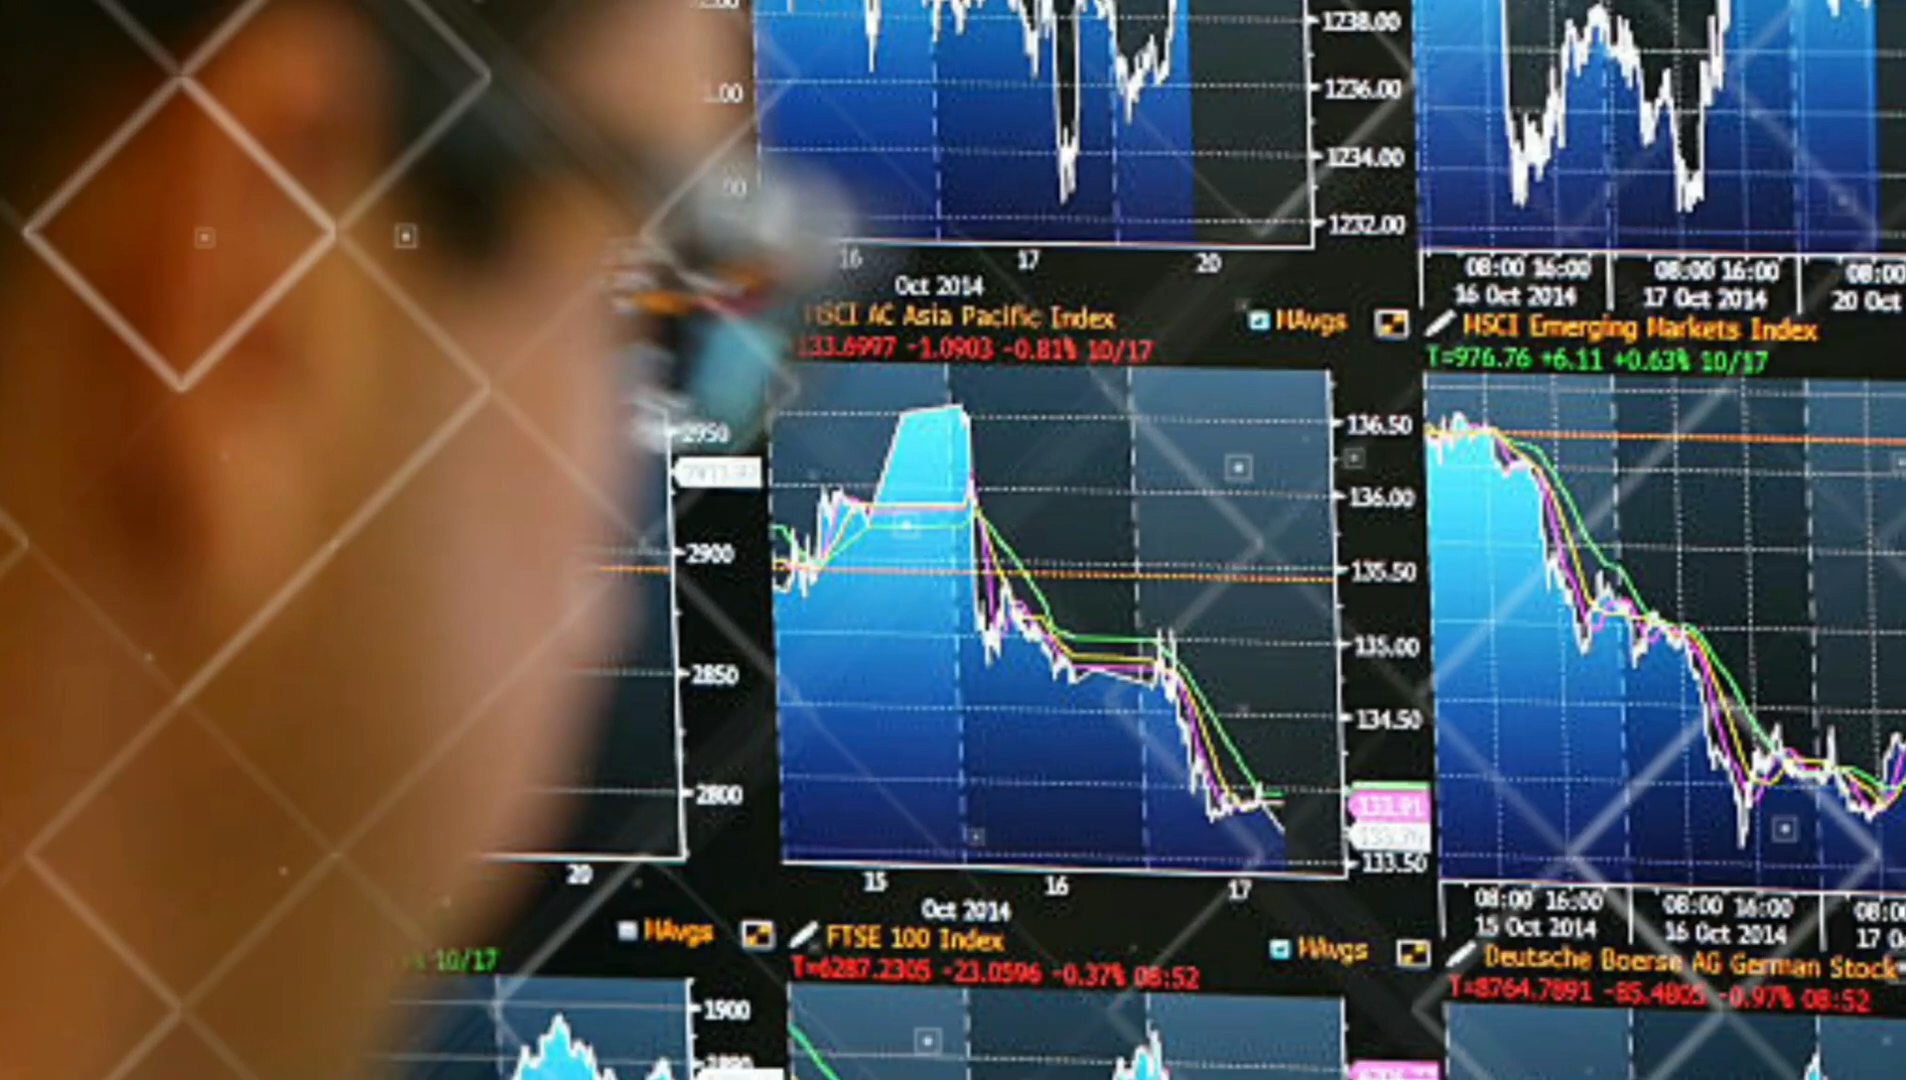 1238.00
1236.00
1234.00
1232.00
.00
16 17 20
Oct 2014
08:00 16:00 08:00 16:00 08:00
16 Oct 2014 17 Oct 2014 20 Oct
MSCI AC Asia Pacific Index MAvgs
133.6997 -1.0903 -0.81% 10/17
MSCI Emerging Markets Index
T=976.76 +6.11 +0.63% 10/17
2950
2900
2850
2800
20
136.50
136.00
135.50
135.00
134.50
133.91
133.50
15 16 17
Oct 2014
08:00 16:00 08:00 16:00
15 Oct 2014 16 Oct 2014 17
MAvgs
10/17
FTSE 100 Index MAvgs
T=6287.2305 -23.0596 -0.37% 08:52
Deutsche Boerse AG German Stock
T=8764.7891 -85.4805 -0.97% 08:52
1900